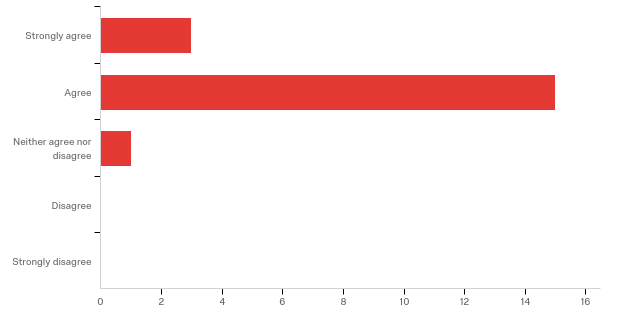 Strongly agree
Agree
Neither agree nor
disagree
Disagree
Strongly disagree
0 2 4 6 8 10 12 14 16